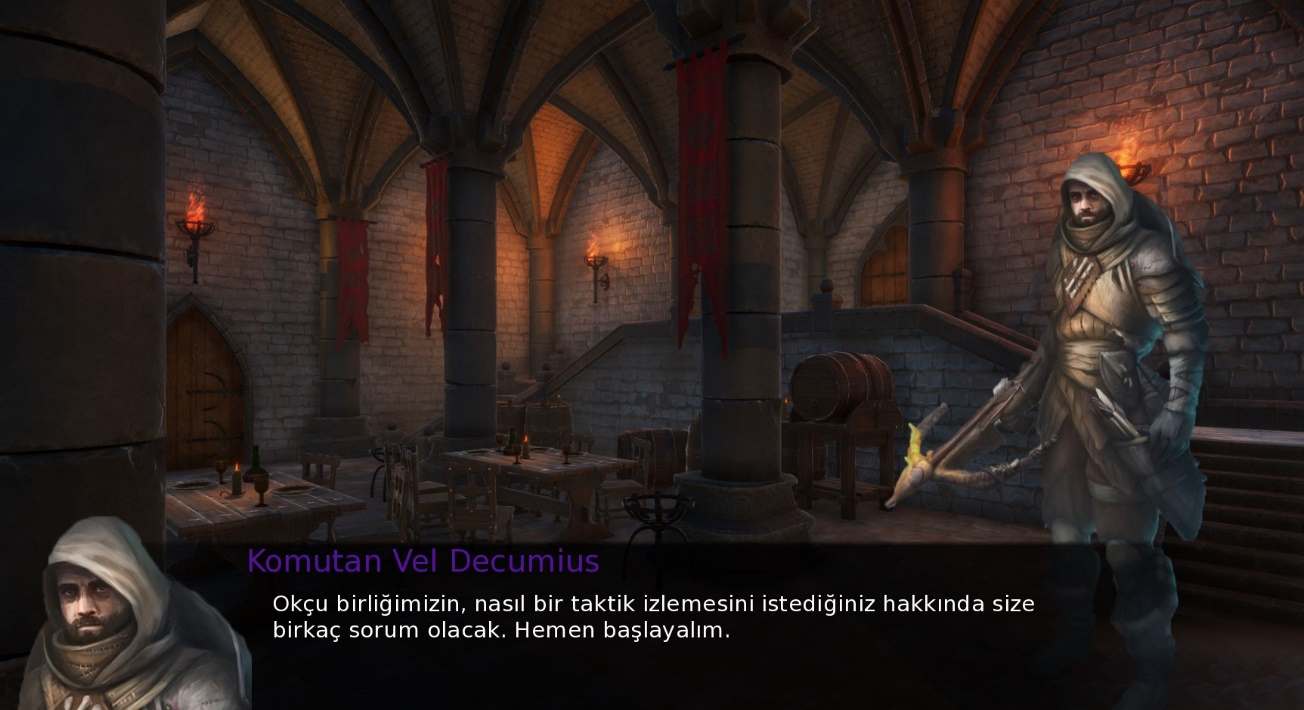 Komutan Vel Decumius
Okçu birliğimizin, nasıl bir taktik izlemesini istediğiniz hakkında size
birkaç sorum olacak. Hemen başlayalım.